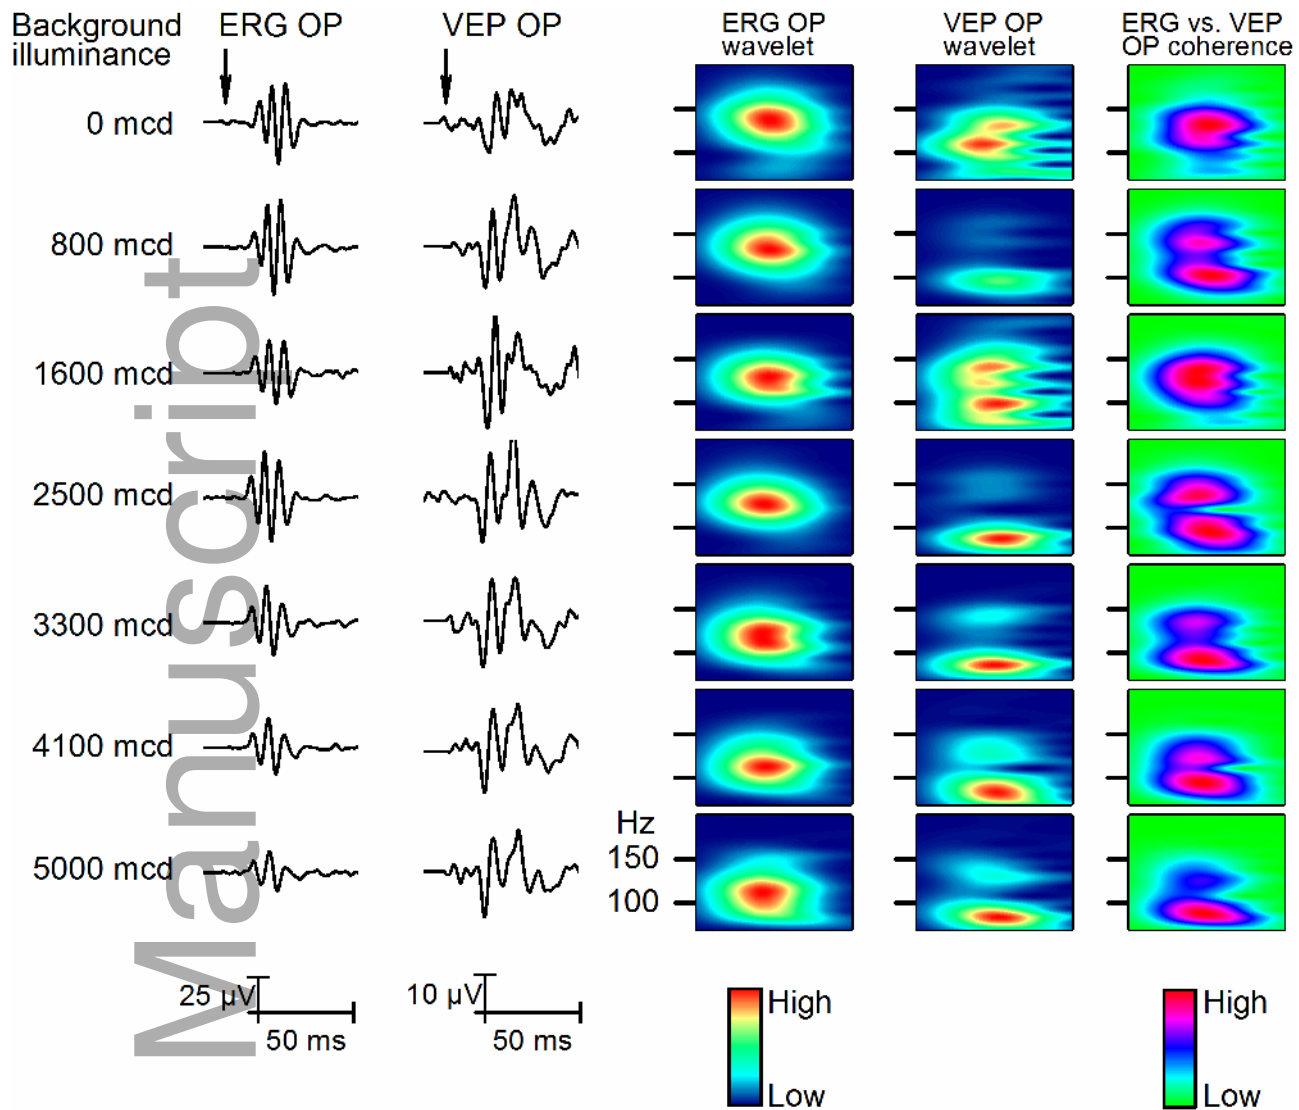 Background
illuminance
ERG OP
VEP OP
ERG OP
wavelet
VEP OP
wavelet
ERG vs. VEP
OP coherence
0 mcd
800 mcd
1600 mcd
2500 mcd
3300 mcd
4100 mcd
5000 mcd
Hz
150
100
25 µV
50 ms
10 µV
50 ms
High
Low
High
Low
Manuscript